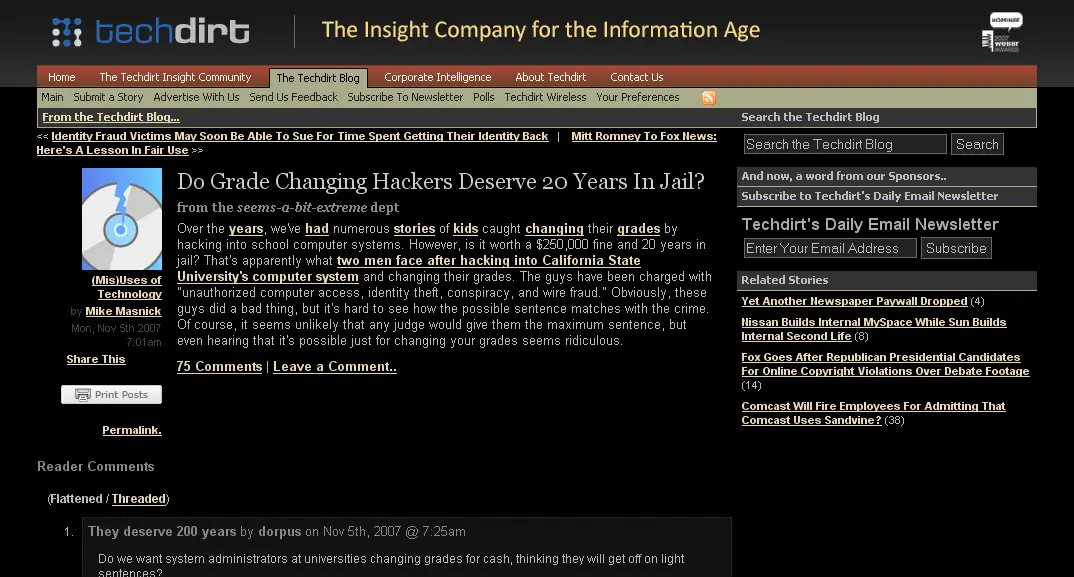 techdirt
The Insight Company for the Information Age
NOMINEE
2007
WEBBY
AWARDS
Home The Techdirt Insight Community The Techdirt Blog Corporate Intelligence About Techdirt Contact Us
Main Submit a Story Advertise With Us Send Us Feedback Subscribe To Newsletter Polls Techdirt Wireless Your Preferences
From the Techdirt Blog...
<< Identity Fraud Victims May Soon Be Able To Sue For Time Spent Getting Their Identity Back | Mitt Romney To Fox News:
Here's A Lesson In Fair Use >>
(Mis)Uses of
Technology
by Mike Masnick
Mon, Nov 5th 2007
7:01am
Share This
Print Posts
Permalink.
Do Grade Changing Hackers Deserve 20 Years In Jail?
from the seems-a-bit-extreme dept
Over the years, we've had numerous stories of kids caught changing their grades by
hacking into school computer systems. However, is it worth a $250,000 fine and 20 years in
jail? That's apparently what two men face after hacking into California State
University's computer system and changing their grades. The guys have been charged with
"unauthorized computer access, identity theft, conspiracy, and wire fraud." Obviously, these
guys did a bad thing, but it's hard to see how the possible sentence matches with the crime.
Of course, it seems unlikely that any judge would give them the maximum sentence, but
even hearing that it's possible just for changing your grades seems ridiculous.
75 Comments | Leave a Comment..
Reader Comments
(Flattened / Threaded)
1. They deserve 200 years by dorpus on Nov 5th, 2007 @ 7:25am
Do we want system administrators at universities changing grades for cash, thinking they will get off on light
sentences?
Search the Techdirt Blog
Search the Techdirt Blog Search
And now, a word from our Sponsors..
Subscribe to Techdirt's Daily Email Newsletter
Techdirt's Daily Email Newsletter
Enter Your Email Address Subscribe
Related Stories
Yet Another Newspaper Paywall Dropped (4)
Nissan Builds Internal MySpace While Sun Builds
Internal Second Life (8)
Fox Goes After Republican Presidential Candidates
For Online Copyright Violations Over Debate Footage
(14)
Comcast Will Fire Employees For Admitting That
Comcast Uses Sandvine? (38)